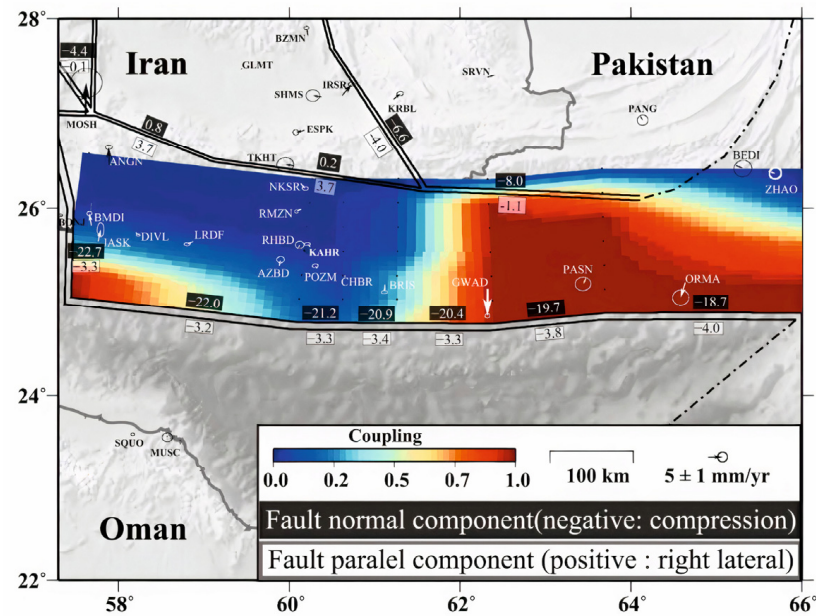 28°
26°
24°
22°
58
60
62
64
66
Iran
Pakistan
Oman
−4.4
−0.1
MOSH
BZMN
GLMT
SHMS
IRSR
KRBL
SRVN
PANG
ESPK
BEDI
ZHAO
0.8
3.7
−6.6
−4.0
TKHT
0.2
3.7
−8.0
-1.1
ANGN
NKSR
BMDI
JASK
DIVL
LRDF
RMZN
RHBD
KAHR
AZBD
POZM
CHBR
BRIS
GWAD
PASN
ORMA
−22.7
−3.3
−22.0
−3.2
−21.2
−3.3
−20.9
−3.4
−20.4
−3.3
−19.7
−3.8
−18.7
−4.0
SQUO
MUSC
Coupling
0.0 0.2 0.5 0.7 1.0
100 km
5 ± 1 mm/yr
Fault normal component(negative: compression)
Fault paralel component (positive : right lateral)